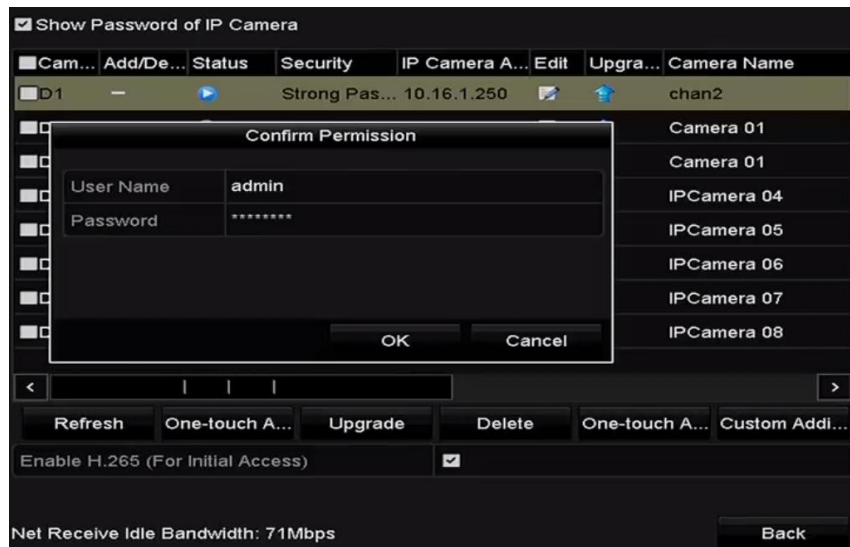 Show Password of IP Camera
Cam... Add/De... Status Security IP Camera A... Edit Upgra... Camera Name
D1 — Strong Pas... 10.16.1.250 chan2
D Camera 01
D Camera 01
D IPCamera 04
D IPCamera 05
D IPCamera 06
D IPCamera 07
D IPCamera 08
Confirm Permission
User Name admin
Password ********
OK Cancel
< >
Refresh One-touch A... Upgrade Delete One-touch A... Custom Addi...
Enable H.265 (For Initial Access)
Net Receive Idle Bandwidth: 71Mbps Back